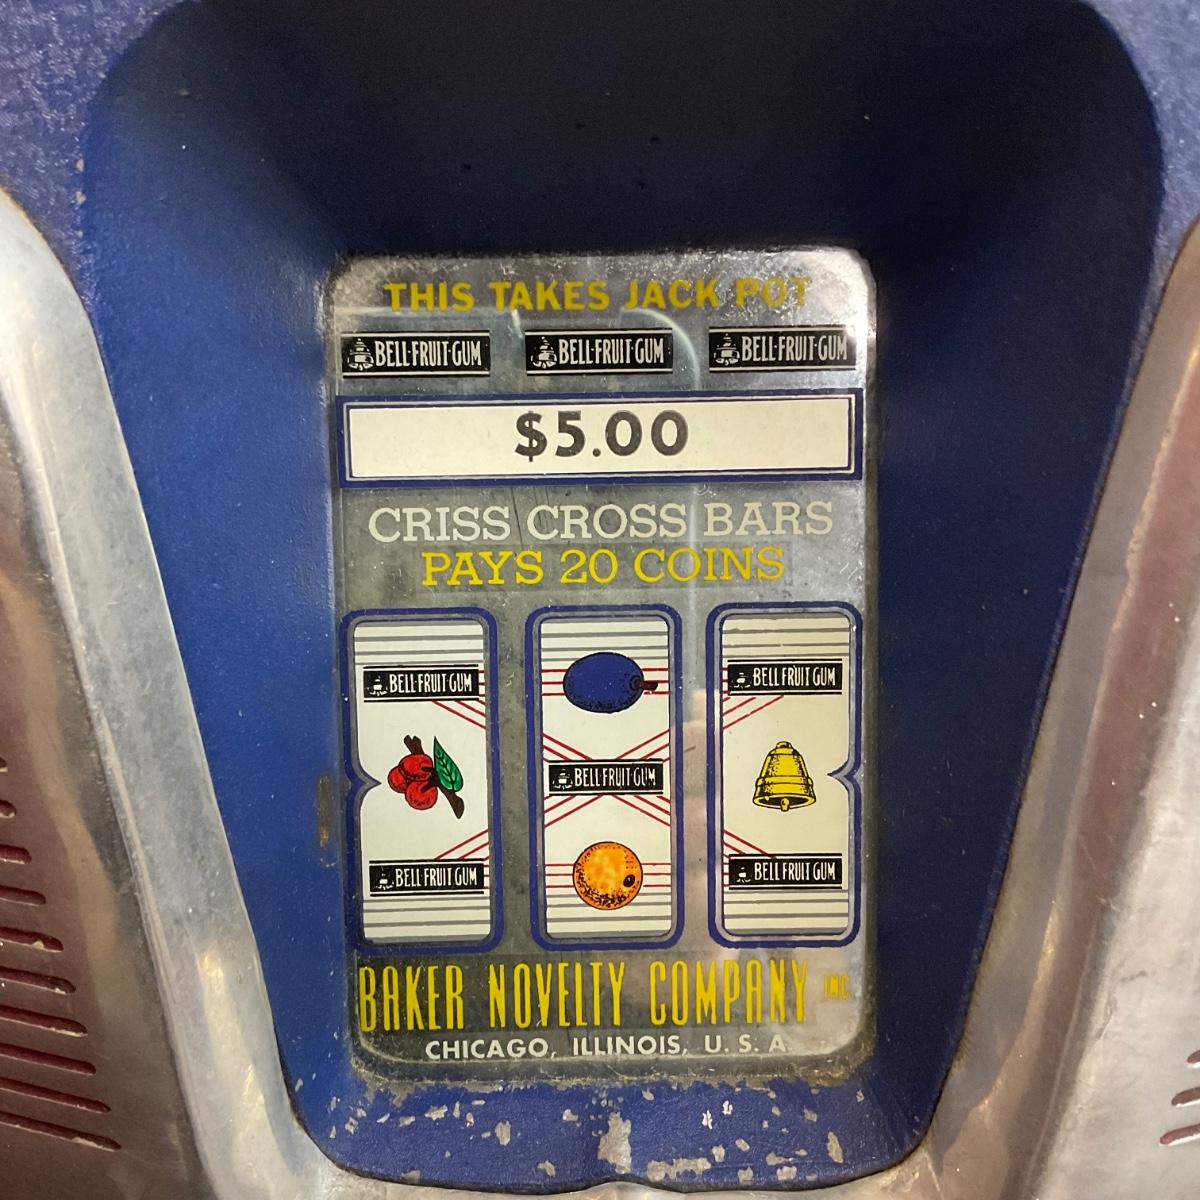 THIS TAKES JACK POT
BELL-FRUIT-GUM BELL-FRUIT-GUM BELL-FRUIT-GUM
$5.00
CRISS CROSS BARS
PAYS 20 COINS
BELL FRUIT GUM BELL FRUIT GUM
BELL FRUIT GUM
BELL FRUIT GUM BELL FRUIT GUM
BAKER NOVELTY COMPANY INC
CHICAGO, ILLINOIS, U. S. A.